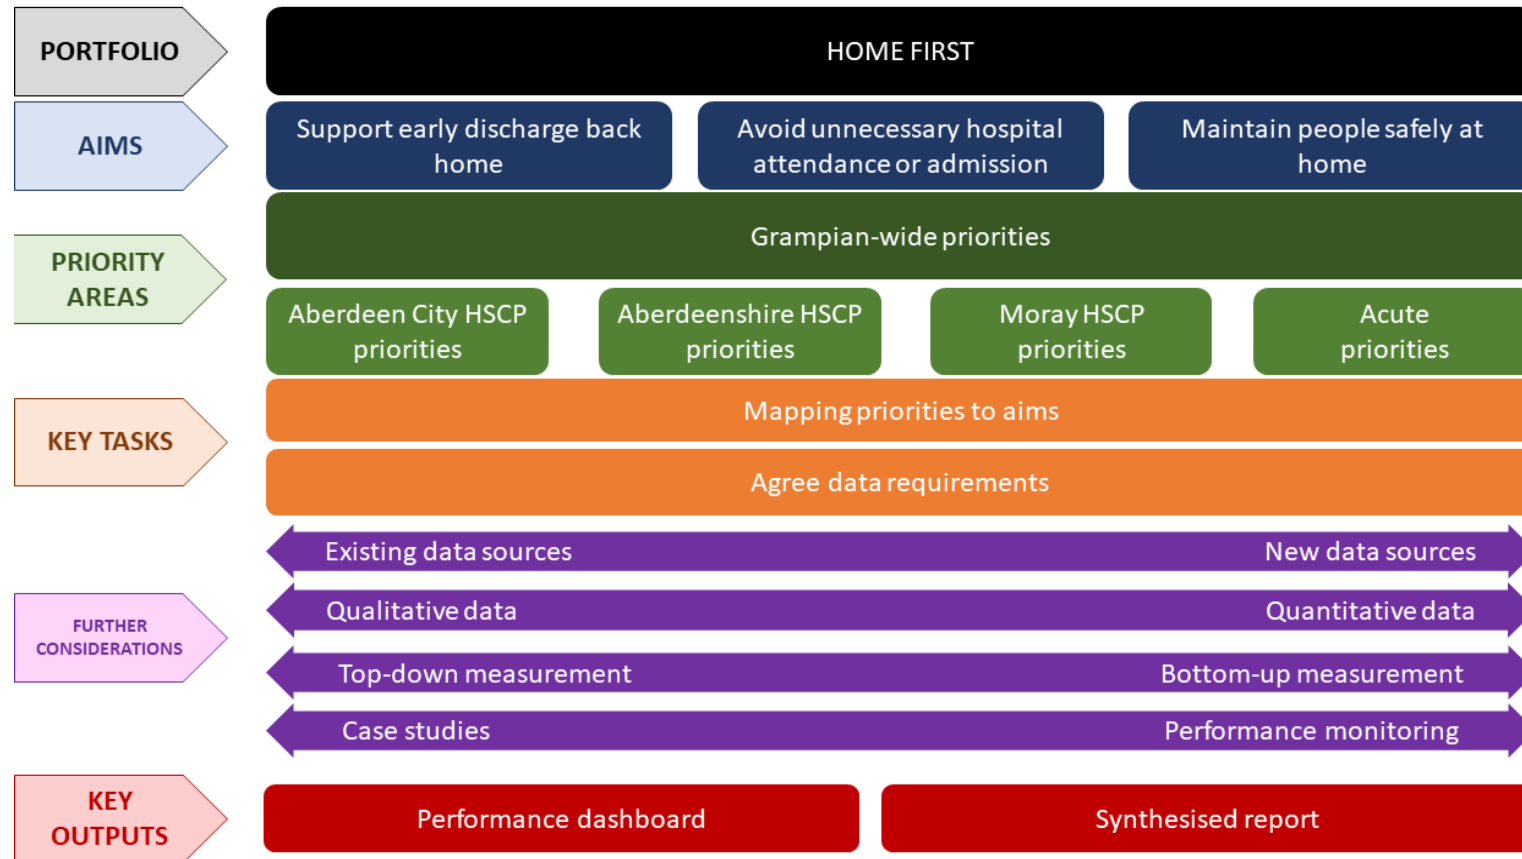 PORTFOLIO
HOME FIRST
AIMS
Support early discharge back
home
Avoid unnecessary hospital
attendance or admission
Maintain people safely at
home
PRIORITY
AREAS
Grampian-wide priorities
Aberdeen City HSCP
priorities
Aberdeenshire HSCP
priorities
Moray HSCP
priorities
Acute
priorities
KEY TASKS
Mapping priorities to aims
Agree data requirements
FURTHER
CONSIDERATIONS
Existing data sources
New data sources
Qualitative data
Quantitative data
Top-down measurement
Bottom-up measurement
Case studies
Performance monitoring
KEY
OUTPUTS
Performance dashboard
Synthesised report